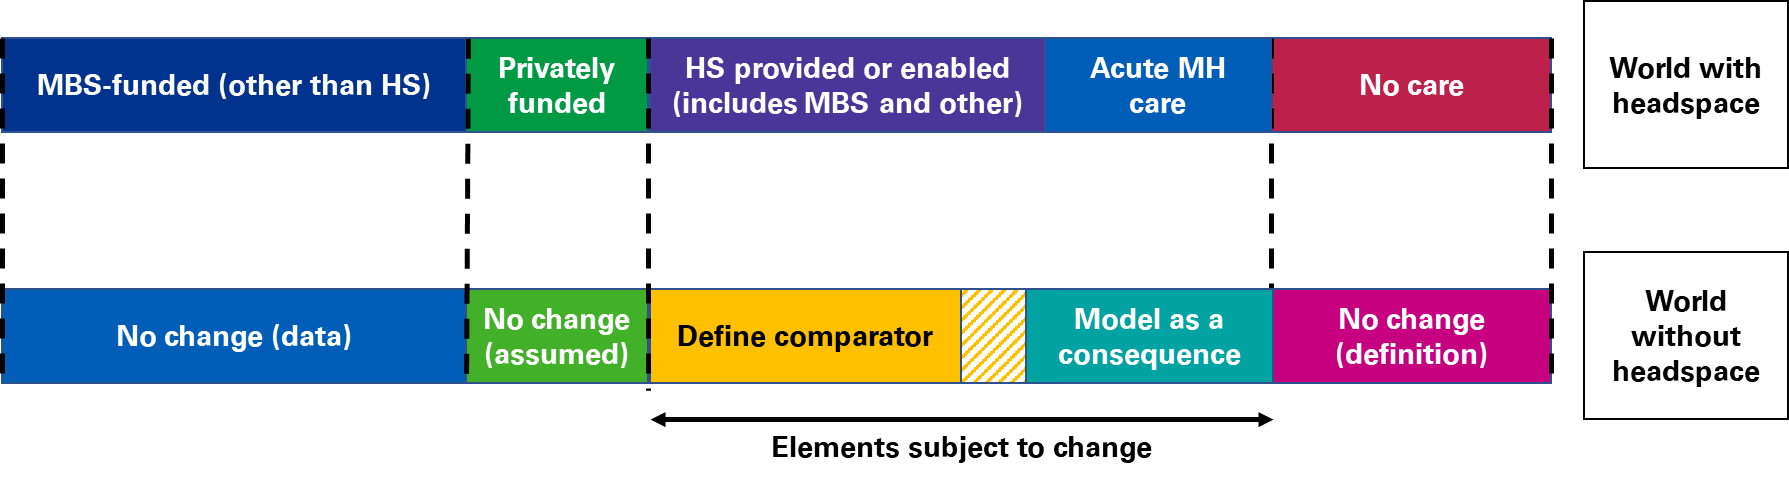 MBS-funded (other than HS)
Privately
funded
HS provided or enabled
(includes MBS and other)
Acute MH
care
No care
World with
headspace
No change (data)
No change
(assumed)
Define comparator
Model as a
consequence
No change
(definition)
World
without
headspace
Elements subject to change